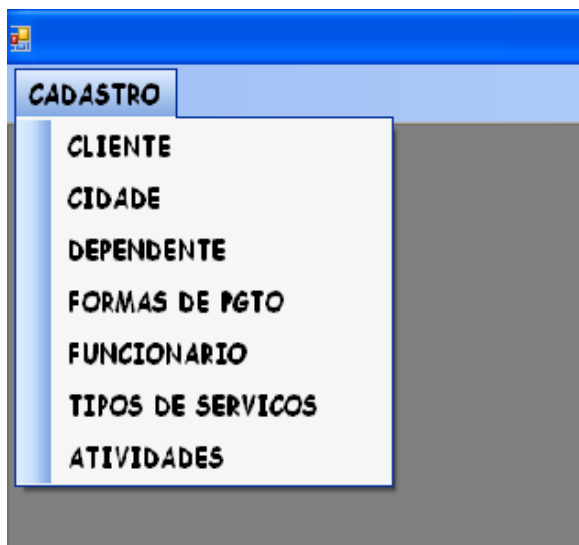 CADASTRO
CLIENTE
CIDADE
DEPENDENTE
FORMAS DE PGTO
FUNCIONARIO
TIPOS DE SERVICOS
ATIVIDADES